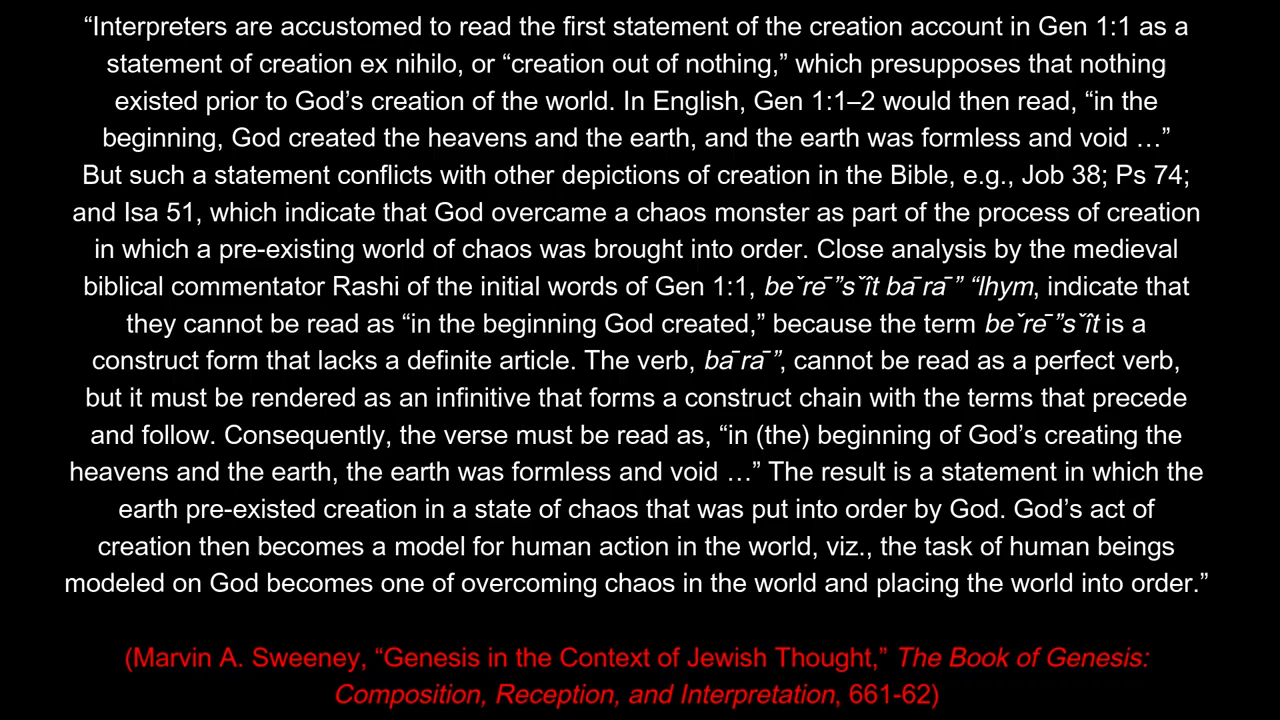 “Interpreters are accustomed to read the first statement of the creation account in Gen 1:1 as a
statement of creation ex nihilo, or “creation out of nothing,” which presupposes that nothing
existed prior to God’s creation of the world. In English, Gen 1:1–2 would then read, “in the
beginning, God created the heavens and the earth, and the earth was formless and void …”
But such a statement conflicts with other depictions of creation in the Bible, e.g., Job 38; Ps 74;
and Isa 51, which indicate that God overcame a chaos monster as part of the process of creation
in which a pre-existing world of chaos was brought into order. Close analysis by the medieval
biblical commentator Rashi of the initial words of Gen 1:1, beˇre¯”sˇît ba¯ra¯” “lhym, indicate that
they cannot be read as “in the beginning God created,” because the term beˇre¯”sˇît is a
construct form that lacks a definite article. The verb, ba¯ra¯”, cannot be read as a perfect verb,
but it must be rendered as an infinitive that forms a construct chain with the terms that precede
and follow. Consequently, the verse must be read as, “in (the) beginning of God’s creating the
heavens and the earth, the earth was formless and void …” The result is a statement in which the
earth pre-existed creation in a state of chaos that was put into order by God. God’s act of
creation then becomes a model for human action in the world, viz., the task of human beings
modeled on God becomes one of overcoming chaos in the world and placing the world into order.”
(Marvin A. Sweeney, “Genesis in the Context of Jewish Thought,” The Book of Genesis:
Composition, Reception, and Interpretation, 661-62)